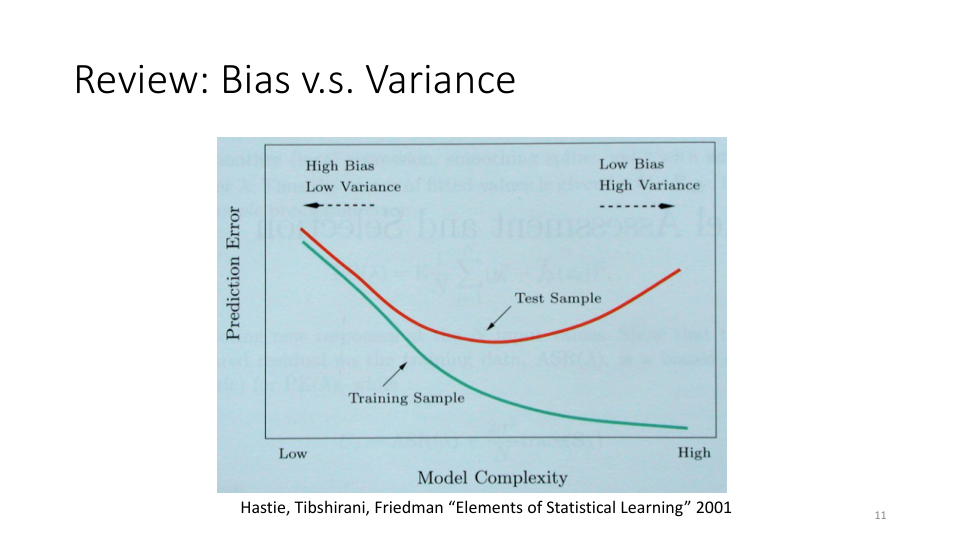 Review: Bias v.s. Variance
High Bias
Low Variance
Low Bias
High Variance
Prediction Error
Test Sample
Training Sample
Low
High
Model Complexity
Hastie, Tibshirani, Friedman “Elements of Statistical Learning” 2001
11